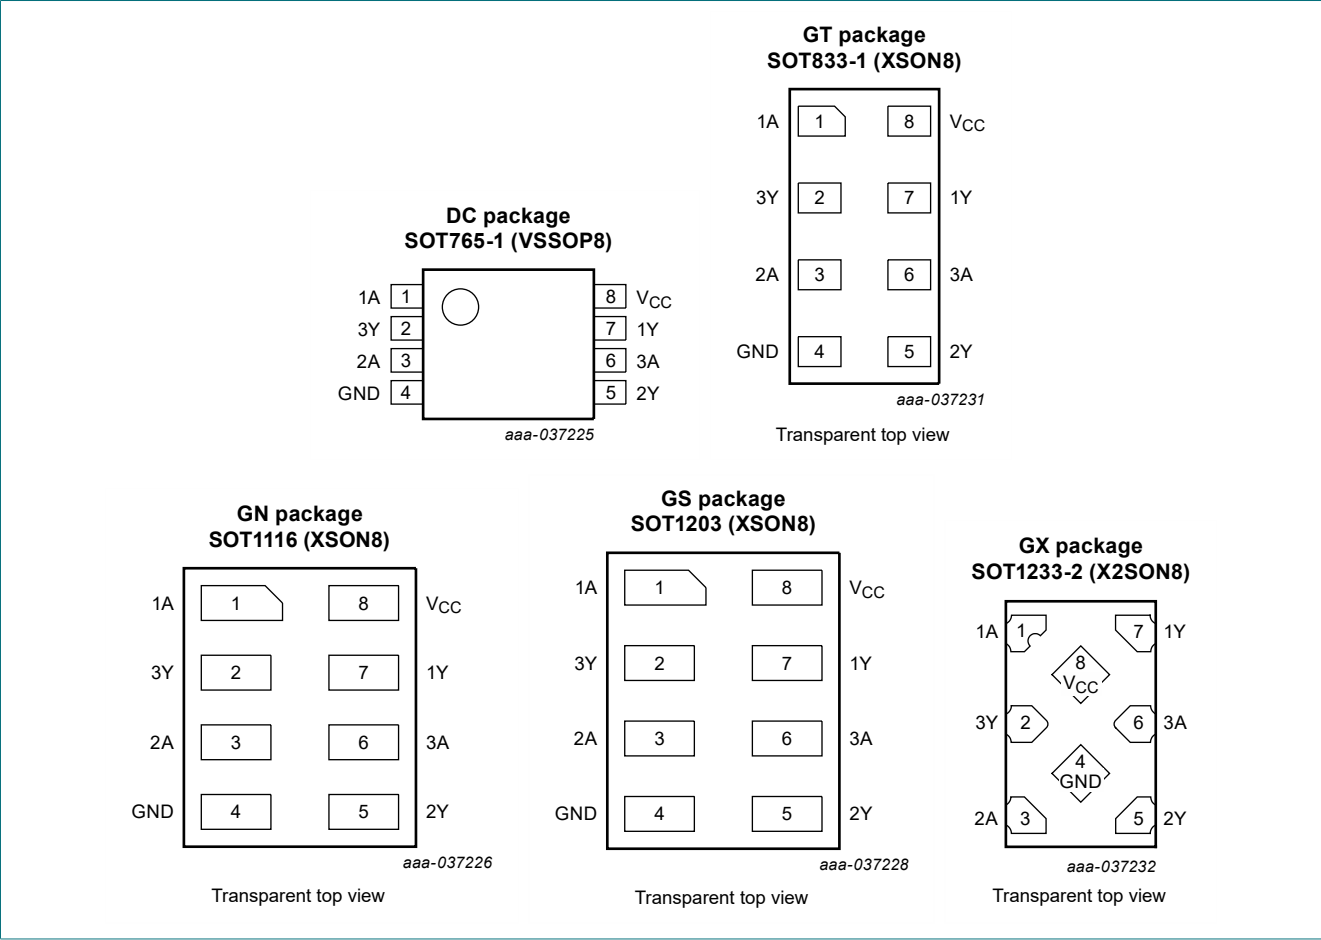 GT package
SOT833-1 (XSON8)
1A 1 8 VCC
3Y 2 7 1Y
2A 3 6 3A
GND 4 5 2Y
aaa-037231
Transparent top view
DC package
SOT765-1 (VSSOP8)
1A 1 8 VCC
3Y 2 7 1Y
2A 3 6 3A
GND 4 5 2Y
aaa-037225
GN package
SOT1116 (XSON8)
1A 1 8 VCC
3Y 2 7 1Y
2A 3 6 3A
GND 4 5 2Y
aaa-037226
Transparent top view
GS package
SOT1203 (XSON8)
1A 1 8 VCC
3Y 2 7 1Y
2A 3 6 3A
GND 4 5 2Y
aaa-037228
Transparent top view
GX package
SOT1233-2 (X2SON8)
1A 1 7 1Y
8
VCC
3Y 2 6 3A
4
GND
2A 3 5 2Y
aaa-037232
Transparent top view